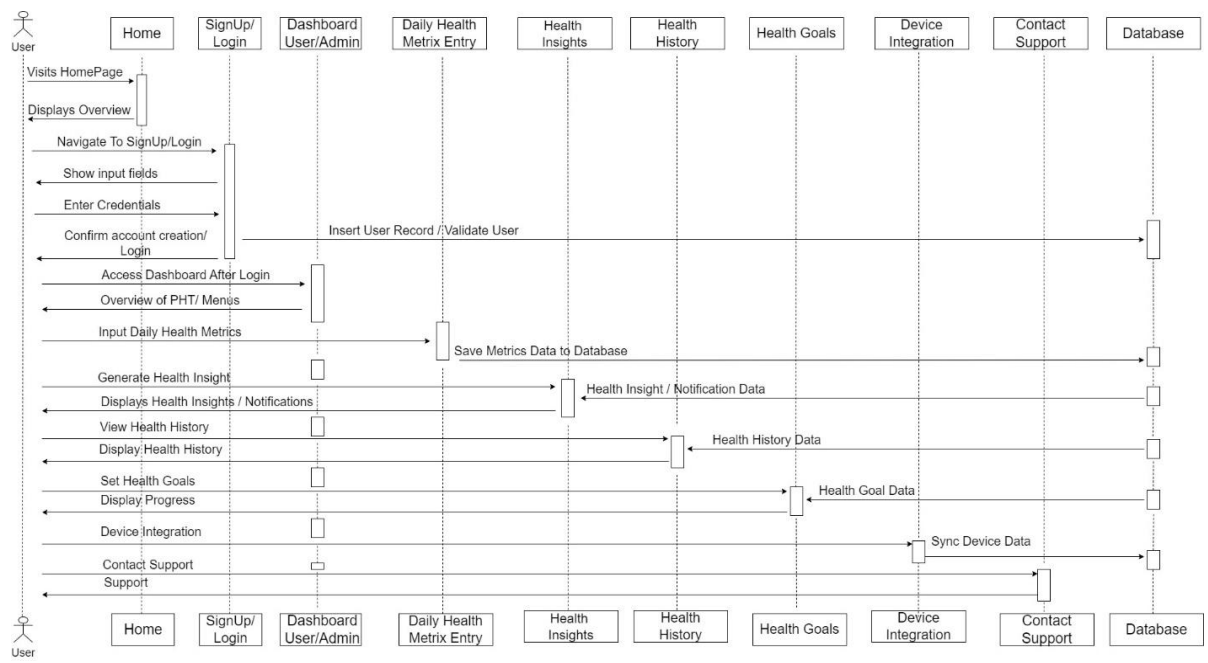 User
Home
SignUp/
Login
Dashboard
User/Admin
Daily Health
Metrix Entry
Health
Insights
Health
History
Health Goals
Device
Integration
Contact
Support
Database
Visits HomePage
Displays Overview
Navigate To SignUp/Login
Show input fields
Enter Credentials
Insert User Record / Validate User
Confirm account creation/
Login
Access Dashboard After Login
Overview of PHT/ Menus
Input Daily Health Metrics
Save Metrics Data to Database
Generate Health Insight
Health Insight / Notification Data
Displays Health Insights / Notifications
View Health History
Health History Data
Display Health History
Set Health Goals
Health Goal Data
Display Progress
Device Integration
Sync Device Data
Contact Support
Support
User
Home
SignUp/
Login
Dashboard
User/Admin
Daily Health
Metrix Entry
Health
Insights
Health
History
Health Goals
Device
Integration
Contact
Support
Database